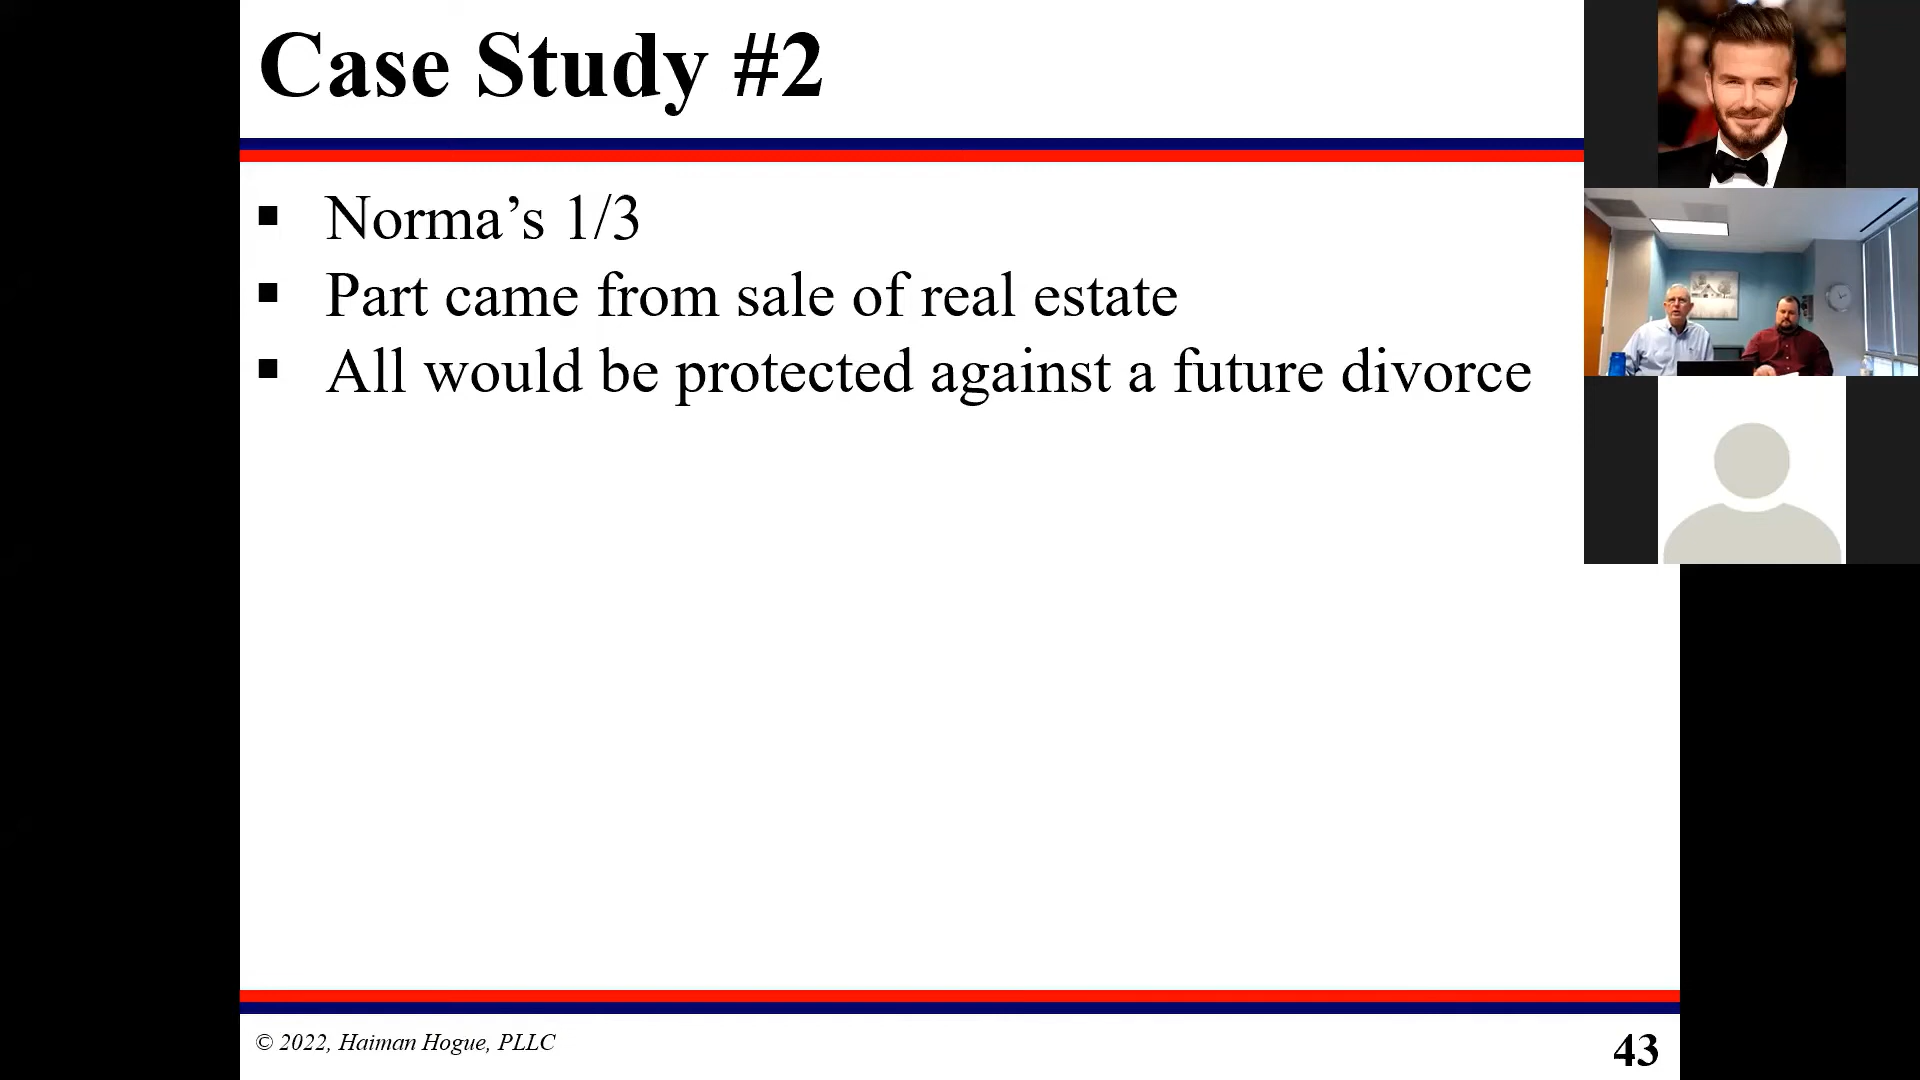 Case Study #2
▪ Norma’s 1/3
▪ Part came from sale of real estate
▪ All would be protected against a future divorce
© 2022, Haiman Hogue, PLLC
43